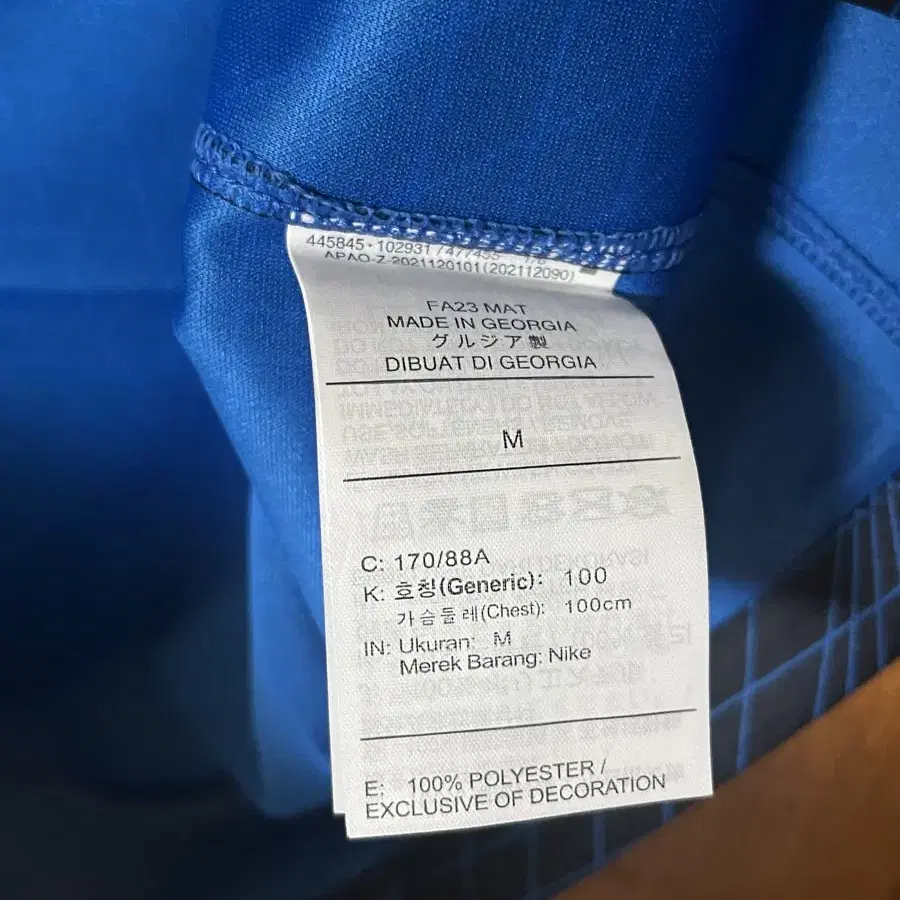 445845・102931 / 477455
APAO-Z-2021120101(202112090)
FA23 MAT
MADE IN GEORGIA
グルジア製
DIBUAT DI GEORGIA
M
C: 170/88A
K: 호칭(Generic): 100
가슴둘레(Chest): 100cm
IN: Ukuran: M
Merek Barang: Nike
E: 100% POLYESTER /
EXCLUSIVE OF DECORATION